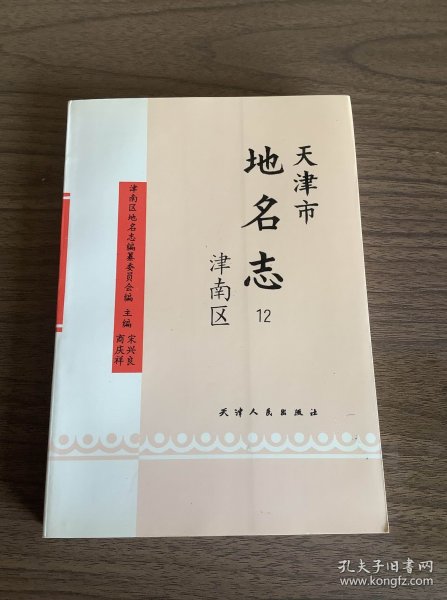 天津市
地名志
12
津南区
津南区地名志编纂委员会编 主编 宋兴良
商庆祥
天津人民出版社
孔夫子旧书网
www.kongfz.com